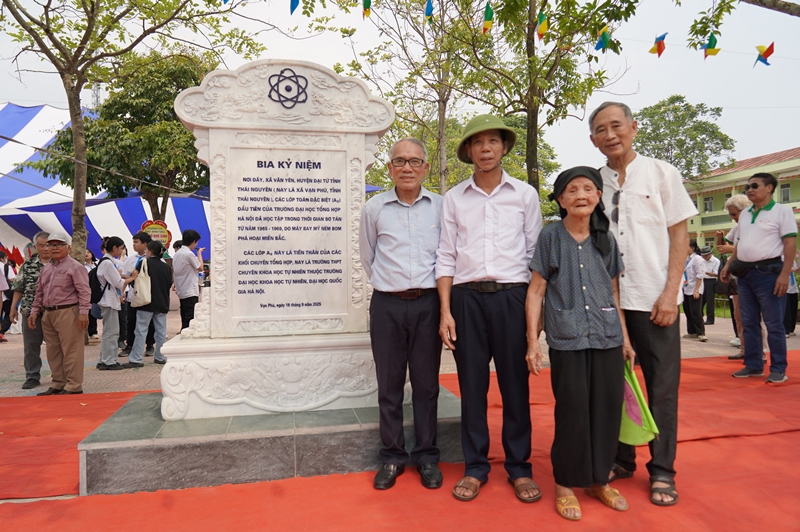 BIA KỶ NIỆM
NƠI ĐÂY, XÃ VĂN YÊN, HUYỆN ĐẠI TỪ TỈNH
THÁI NGUYÊN ( NAY LÀ XÃ VẠN PHÚ, TỈNH
THÁI NGUYÊN) LỚP TOÁN ĐẶC BIỆT (A₀)
KHOÁ ĐẦU TIÊN CỦA TRƯỜNG ĐẠI HỌC TỔNG HỢP
HÀ NỘI ĐÃ HỌC TẬP TRONG THỜI GIAN SƠ TÁN
TỪ NĂM 1965 - 1969, DO MÁY BAY MỸ NÉM BOM
PHÁ HOẠI MIỀN BẮC.
CÁC LỚP A₀ NÀY LÀ TIỀN THÂN CỦA CÁC
KHỐI CHUYÊN TỔNG HỢP, NAY LÀ TRƯỜNG THPT
CHUYÊN KHOA HỌC TỰ NHIÊN THUỘC TRƯỜNG
ĐẠI HỌC KHOA HỌC TỰ NHIÊN, ĐẠI HỌC QUỐC
GIA HÀ NỘI.
Vạn Phú, ngày 18 tháng 9 năm 2025